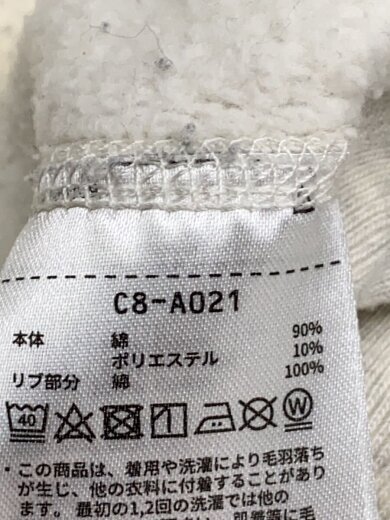 C8-A021
本体 綿 90%
ポリエステル 10%
リブ部分 綿 100%
40 W
・この商品は、着用や洗濯により毛羽落ち
が生じ、他の衣料に付着することがあり
ます。最初の1,2回の洗濯では他の